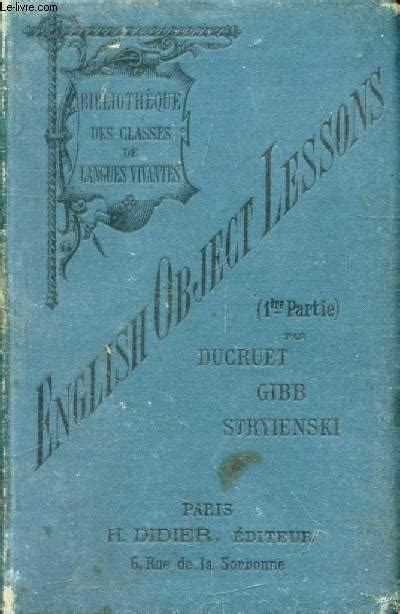 Le-livre.com
BIBLIOTHÈQUE
DES CLASSES
DE
LANGUES VIVANTES
ENGLISH OBJECT LESSONS
(1tre Partie)
PAR
DUCRUET
GIBB
STRYIENSKI
PARIS
H. DIDIER, ÉDITEUR
6, Rue de la Sorbonne